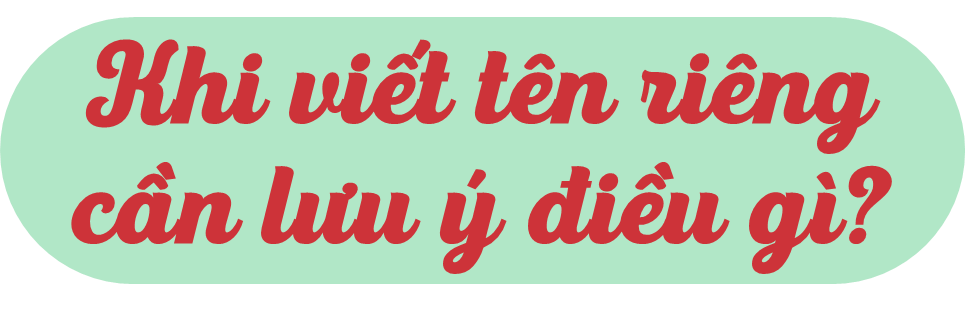 Khi viết tên riêng
cần lưu ý điều gì?